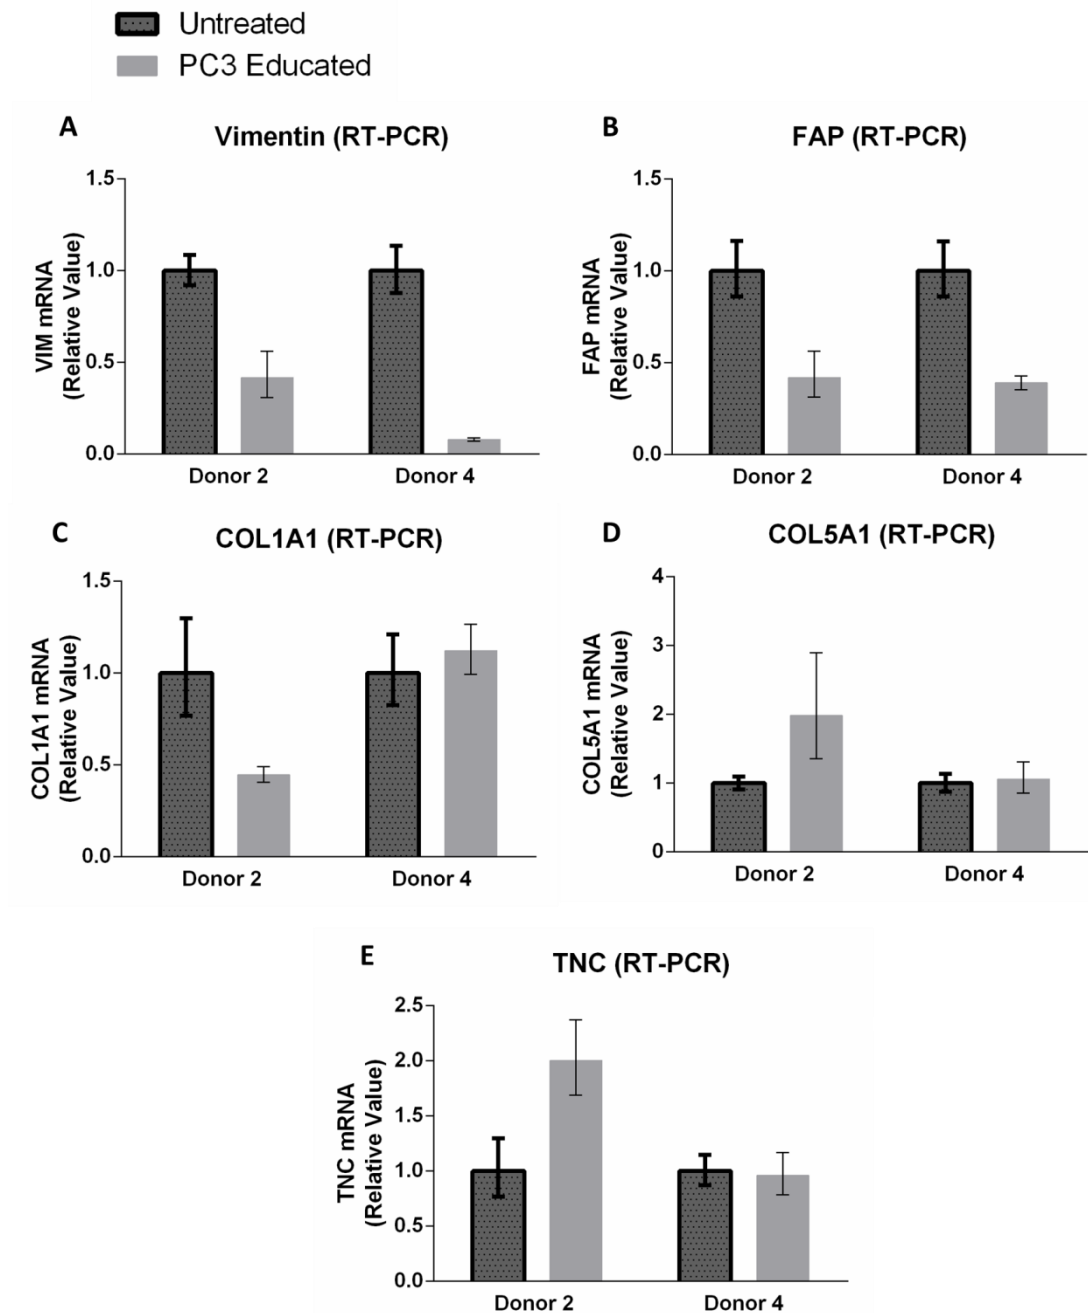 Untreated
PC3 Educated
A
Vimentin (RT-PCR)
VIM mRNA
(Relative Value)
1.5
1.0
0.5
0.0
Donor 2
Donor 4
B
FAP (RT-PCR)
FAP mRNA
(Relative Value)
1.5
1.0
0.5
0.0
Donor 2
Donor 4
C
COL1A1 (RT-PCR)
COL1A1 mRNA
(Relative Value)
1.5
1.0
0.5
0.0
Donor 2
Donor 4
D
COL5A1 (RT-PCR)
COL5A1 mRNA
(Relative Value)
4
3
2
1
0
Donor 2
Donor 4
E
TNC (RT-PCR)
TNC mRNA
(Relative Value)
2.5
2.0
1.5
1.0
0.5
0.0
Donor 2
Donor 4